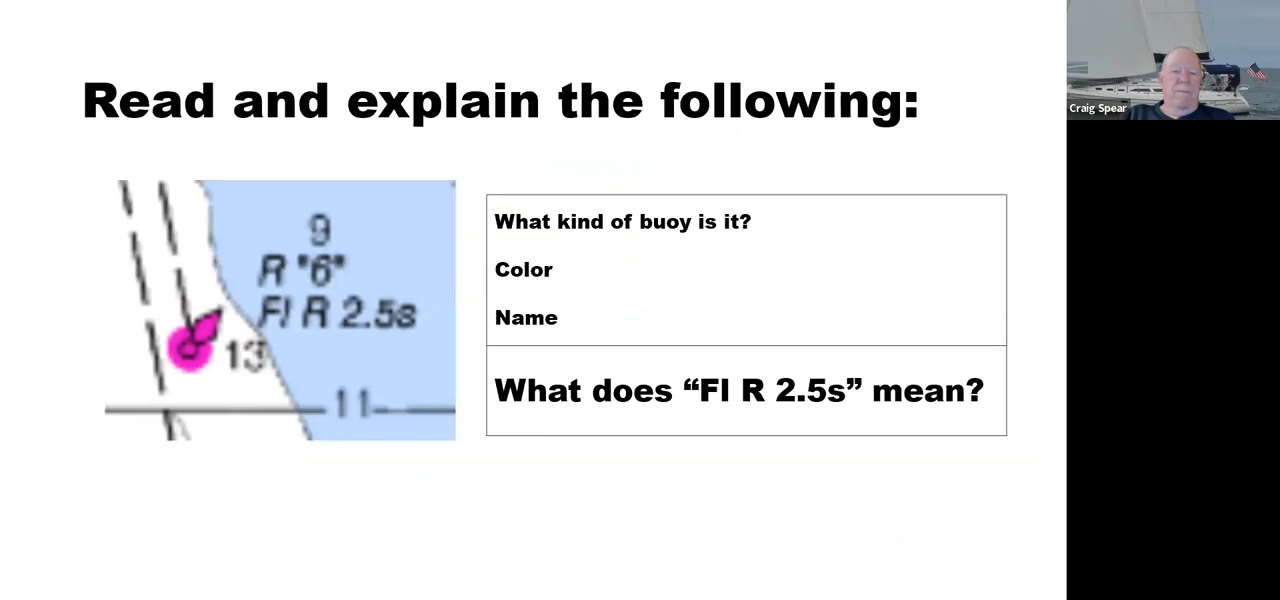 Read and explain the following:
9
R "6"
Fl R 2.5s
13
11
What kind of buoy is it?
Color
Name
What does “Fl R 2.5s” mean?
Craig Spear